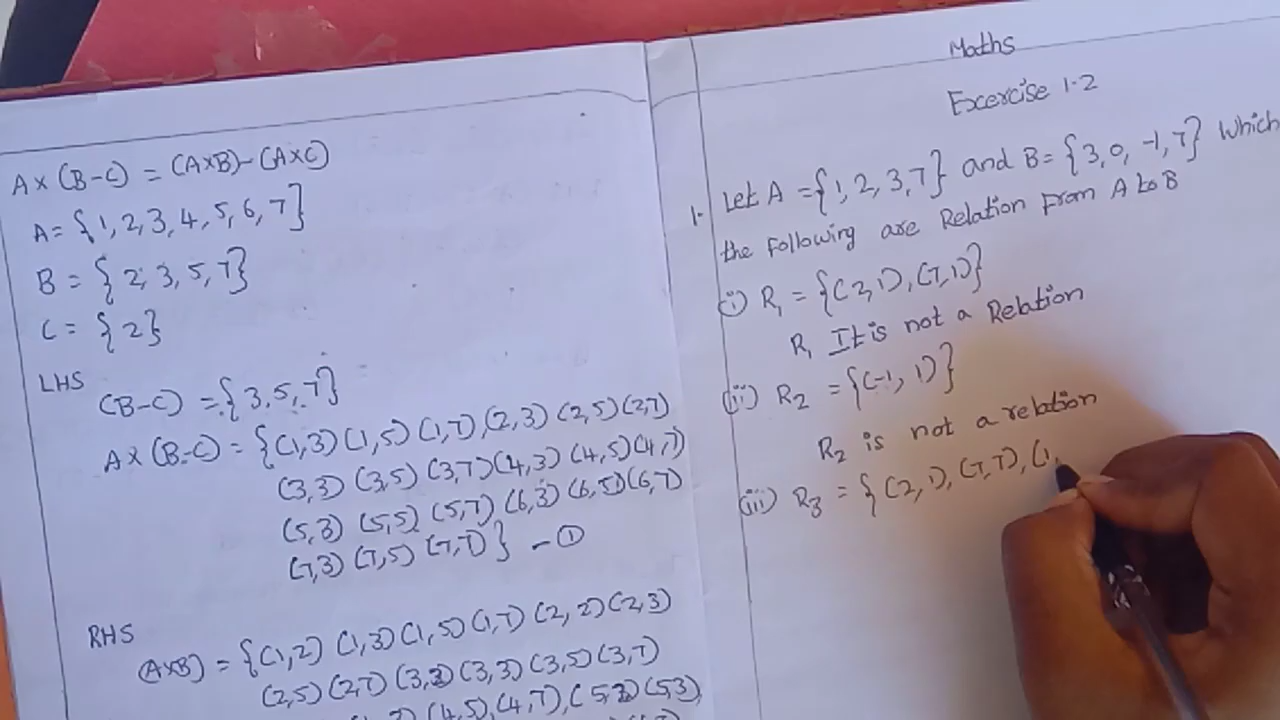 A × (B-C) = (A×B)-(A×C)
A = {1, 2, 3, 4, 5, 6, 7}
B = {2, 3, 5, 7}
C = {2}
LHS
(B-C) = {3, 5, 7}
A × (B-C) = {(1,3) (1,5) (1,7), (2,3) (2,5) (2,7)
(3,3) (3,5) (3,7) (4,3) (4,5) (4,7)
(5,3) (5,5) (5,7) (6,3) (6,5) (6,7)
(7,3) (7,5) (7,7)} - ①
RHS
(A×B) = {(1,2) (1,3) (1,5) (1,7) (2,2) (2,3)
(2,5) (2,7) (3,2) (3,3) (3,5) (3,7)
(4,5), (4,7), (5,2) (5,3)
Maths
Excercise 1.2
1. Let A = {1, 2, 3, 7} and B = {3, 0, -1, 7} Which
the following are Relation From A to B
(i) R₁ = {(2,1), (7,1)}
R₁ It is not a Relation
(ii) R₂ = {(-1, 1)}
R₂ is not a relation
(iii) R₃ = {(2,1), (7,7), (1,